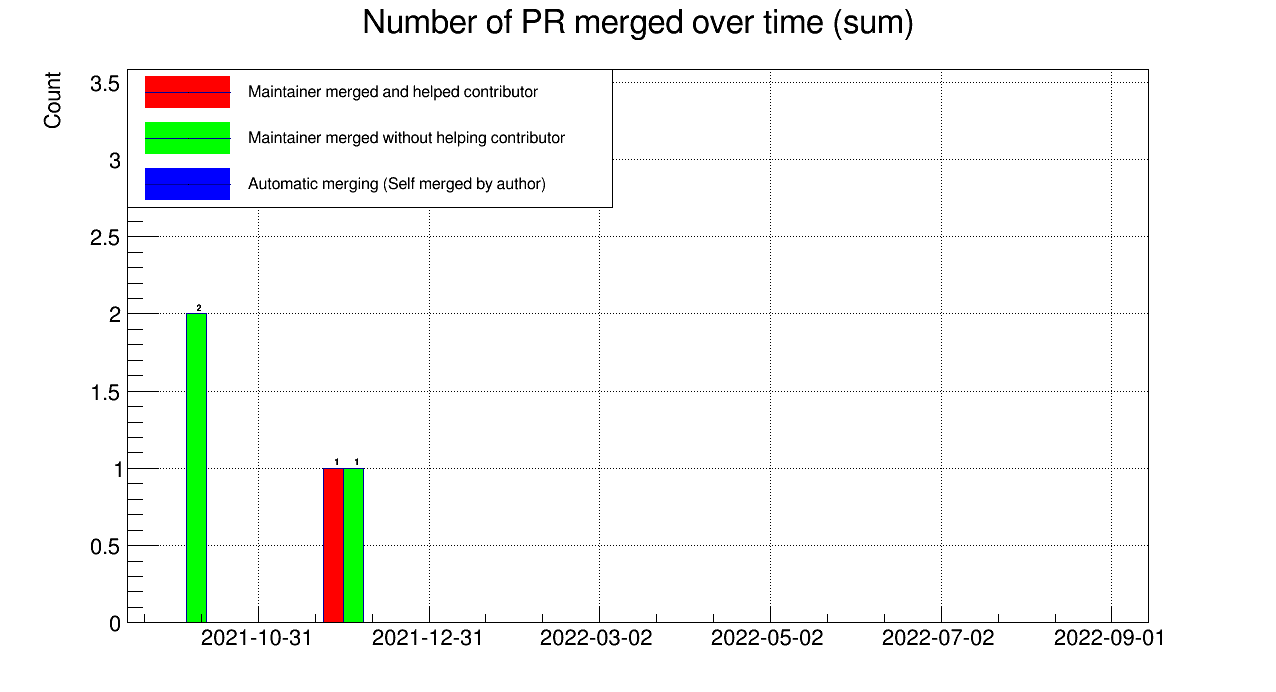 Number of PR merged over time (sum)
Count
Maintainer merged and helped contributor
Maintainer merged without helping contributor
Automatic merging (Self merged by author)
3.5
3
2.5
2
1.5
1
0.5
0
2
1 1
2021-10-31 2021-12-31 2022-03-02 2022-05-02 2022-07-02 2022-09-01